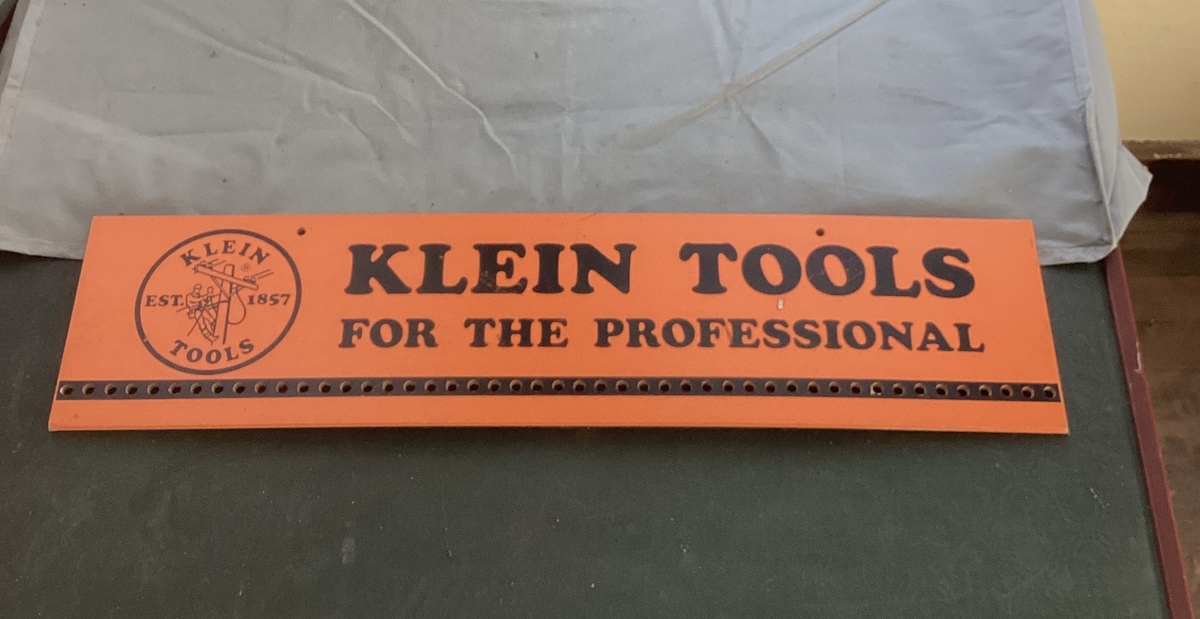 KLEIN
EST. 1857
TOOLS
®
KLEIN TOOLS
FOR THE PROFESSIONAL